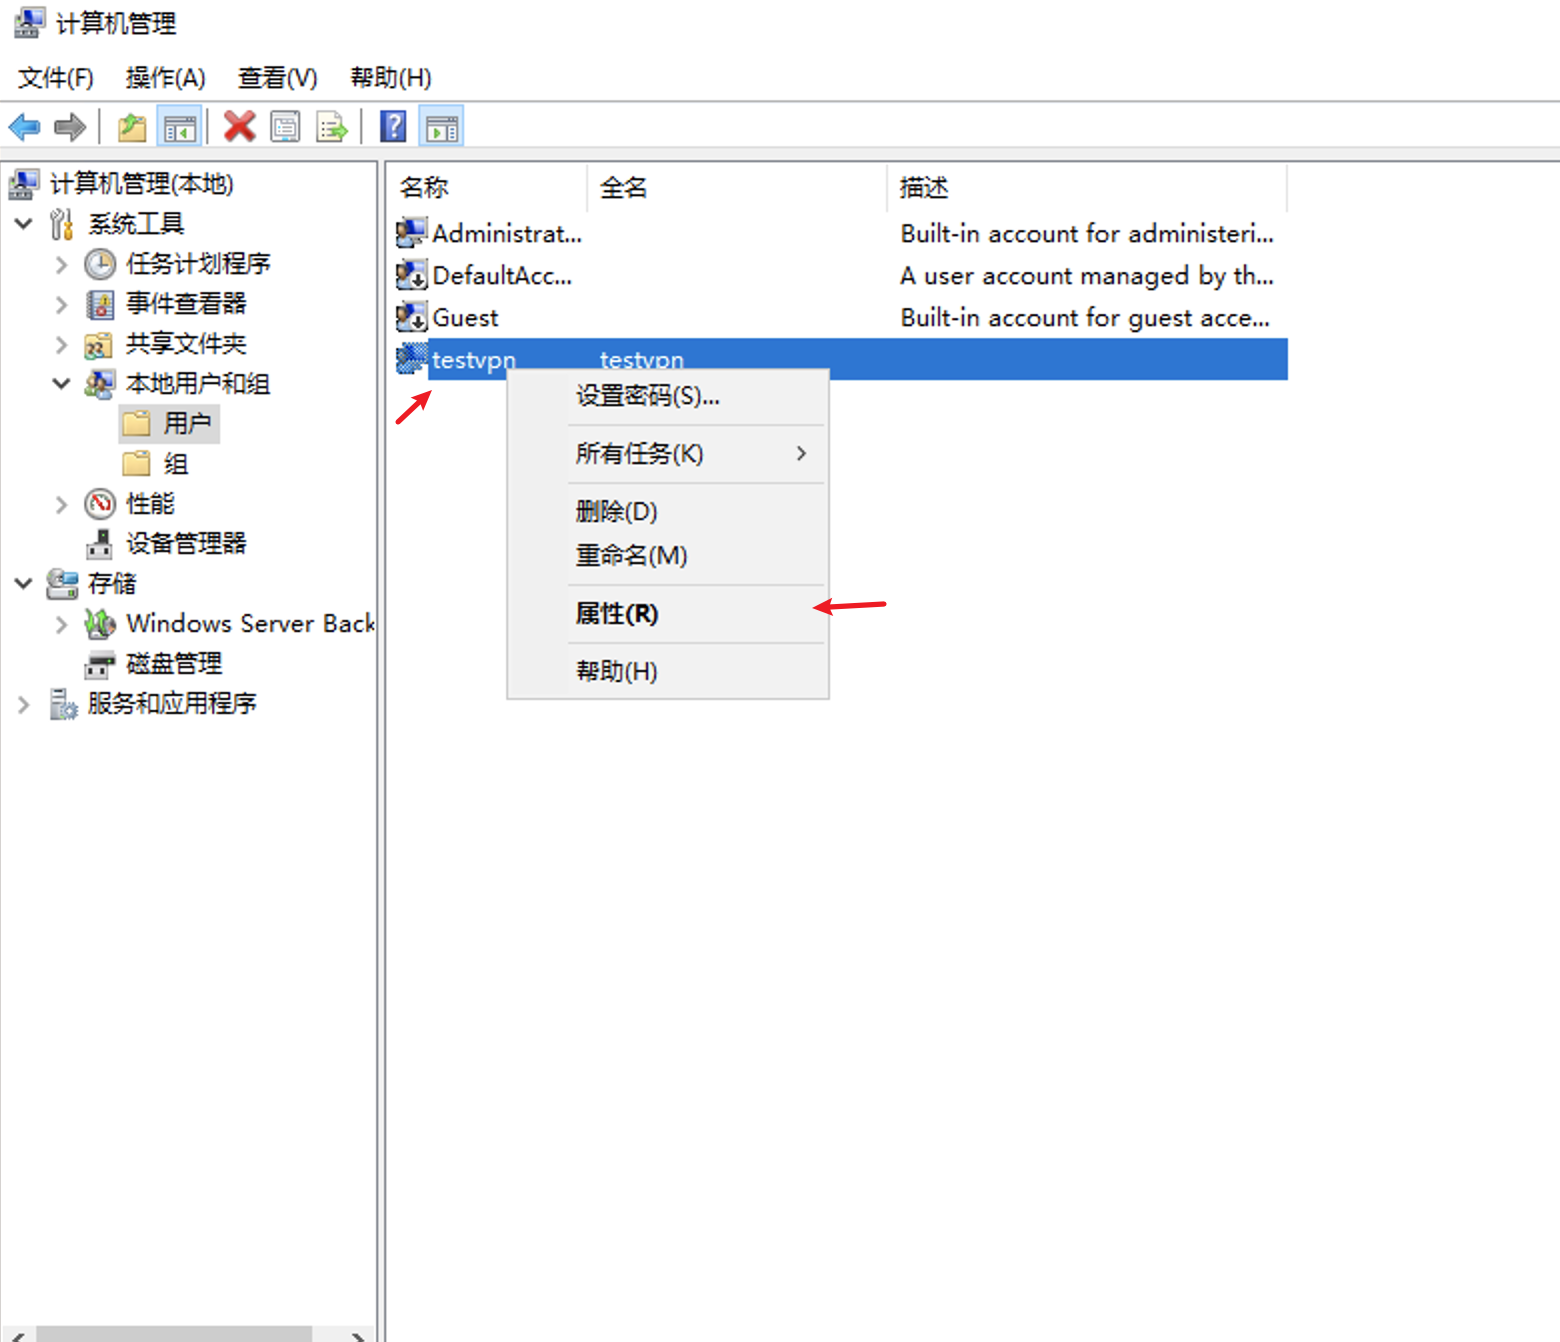 计算机管理
文件(F) 操作(A) 查看(V) 帮助(H)
计算机管理(本地)
系统工具
任务计划程序
事件查看器
共享文件夹
本地用户和组
用户
组
性能
设备管理器
存储
Windows Server Back
磁盘管理
服务和应用程序
名称 全名 描述
Administrat... Built-in account for administeri...
DefaultAcc... A user account managed by th...
Guest Built-in account for guest acce...
testvpn testvpn
设置密码(S)...
所有任务(K)
删除(D)
重命名(M)
属性(R)
帮助(H)